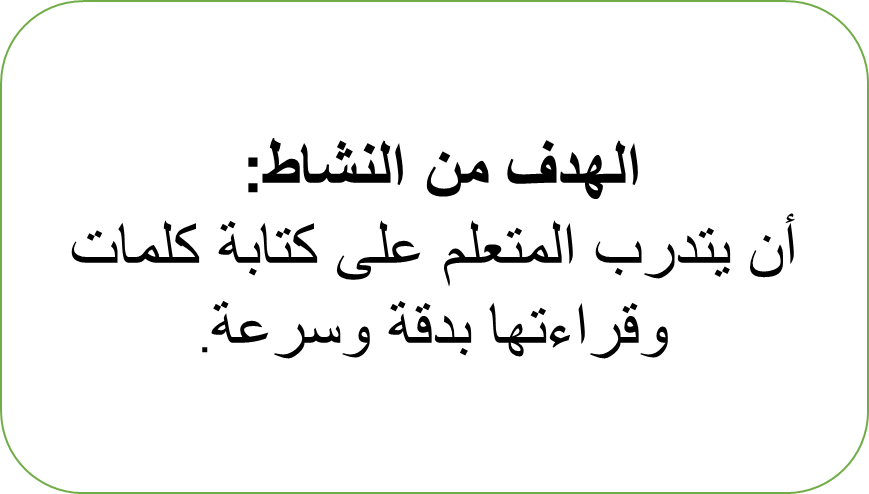 الهدف من النشاط:
أن يتدرب المتعلم على كتابة كلمات
وقراءتها بدقة وسرعة.